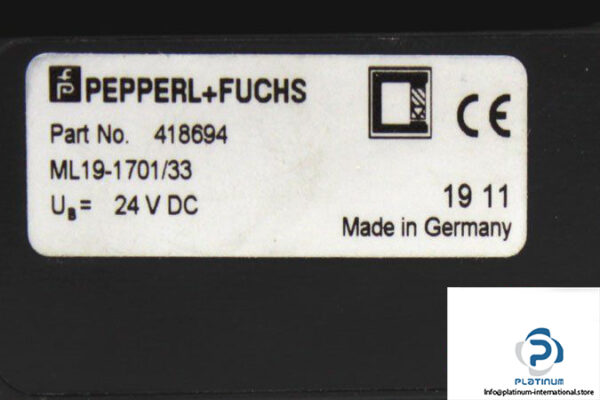 PEPPERL+FUCHS
Part No. 418694
ML19-1701/33
UB= 24 V DC
CE
19 11
Made in Germany
PLATINUM
Info@platinum-international.store